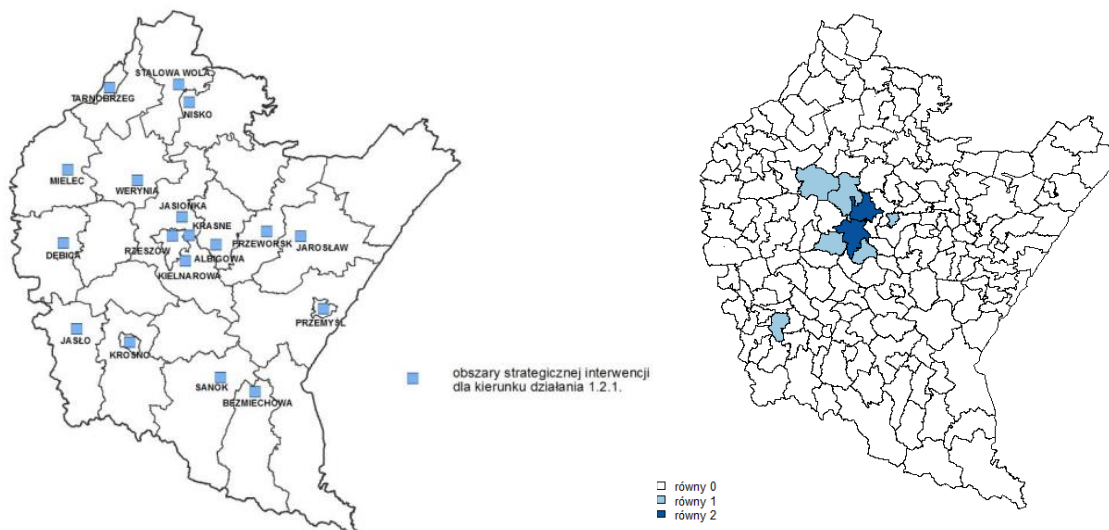 STALOWA WOLA
TARNOBRZEG
NISKO
MIELEC
WERYNIA
JASIONKA
KRASNE
RZESZÓW
PRZEWORSK
JAROSŁAW
DĘBICA
ALBIGOWA
KIELNAROWA
PRZEMYŚL
JASŁO
KROSNO
SANOK
BEZMIECHOWA
obszary strategicznej interwencji
dla kierunku działania 1.2.1.
równy 0
równy 1
równy 2